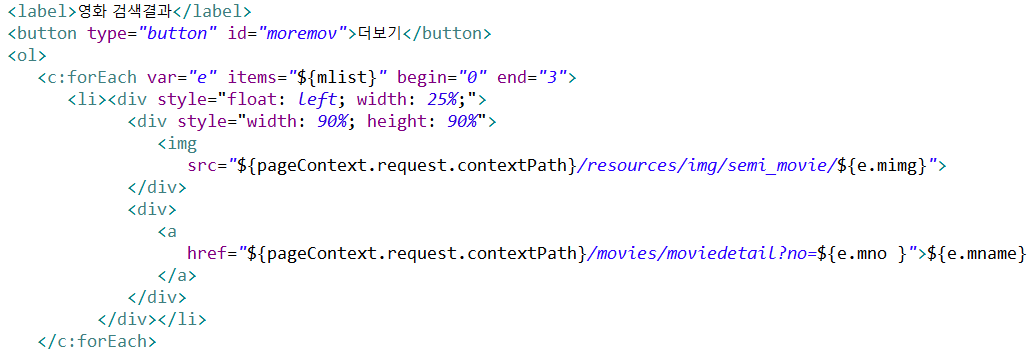 <label>영화 검색결과</label>
<button type="button" id="moremov">더보기</button>
<ol>
<c:forEach var="e" items="${mlist}" begin="0" end="3">
<li><div style="float: left; width: 25%;">
<div style="width: 90%; height: 90%">
<img
src="${pageContext.request.contextPath}/resources/img/semi_movie/${e.mimg}">
</div>
<div>
<a
href="${pageContext.request.contextPath}/movies/moviedetail?no=${e.mno }">${e.mname}
</a>
</div>
</div></li>
</c:forEach>